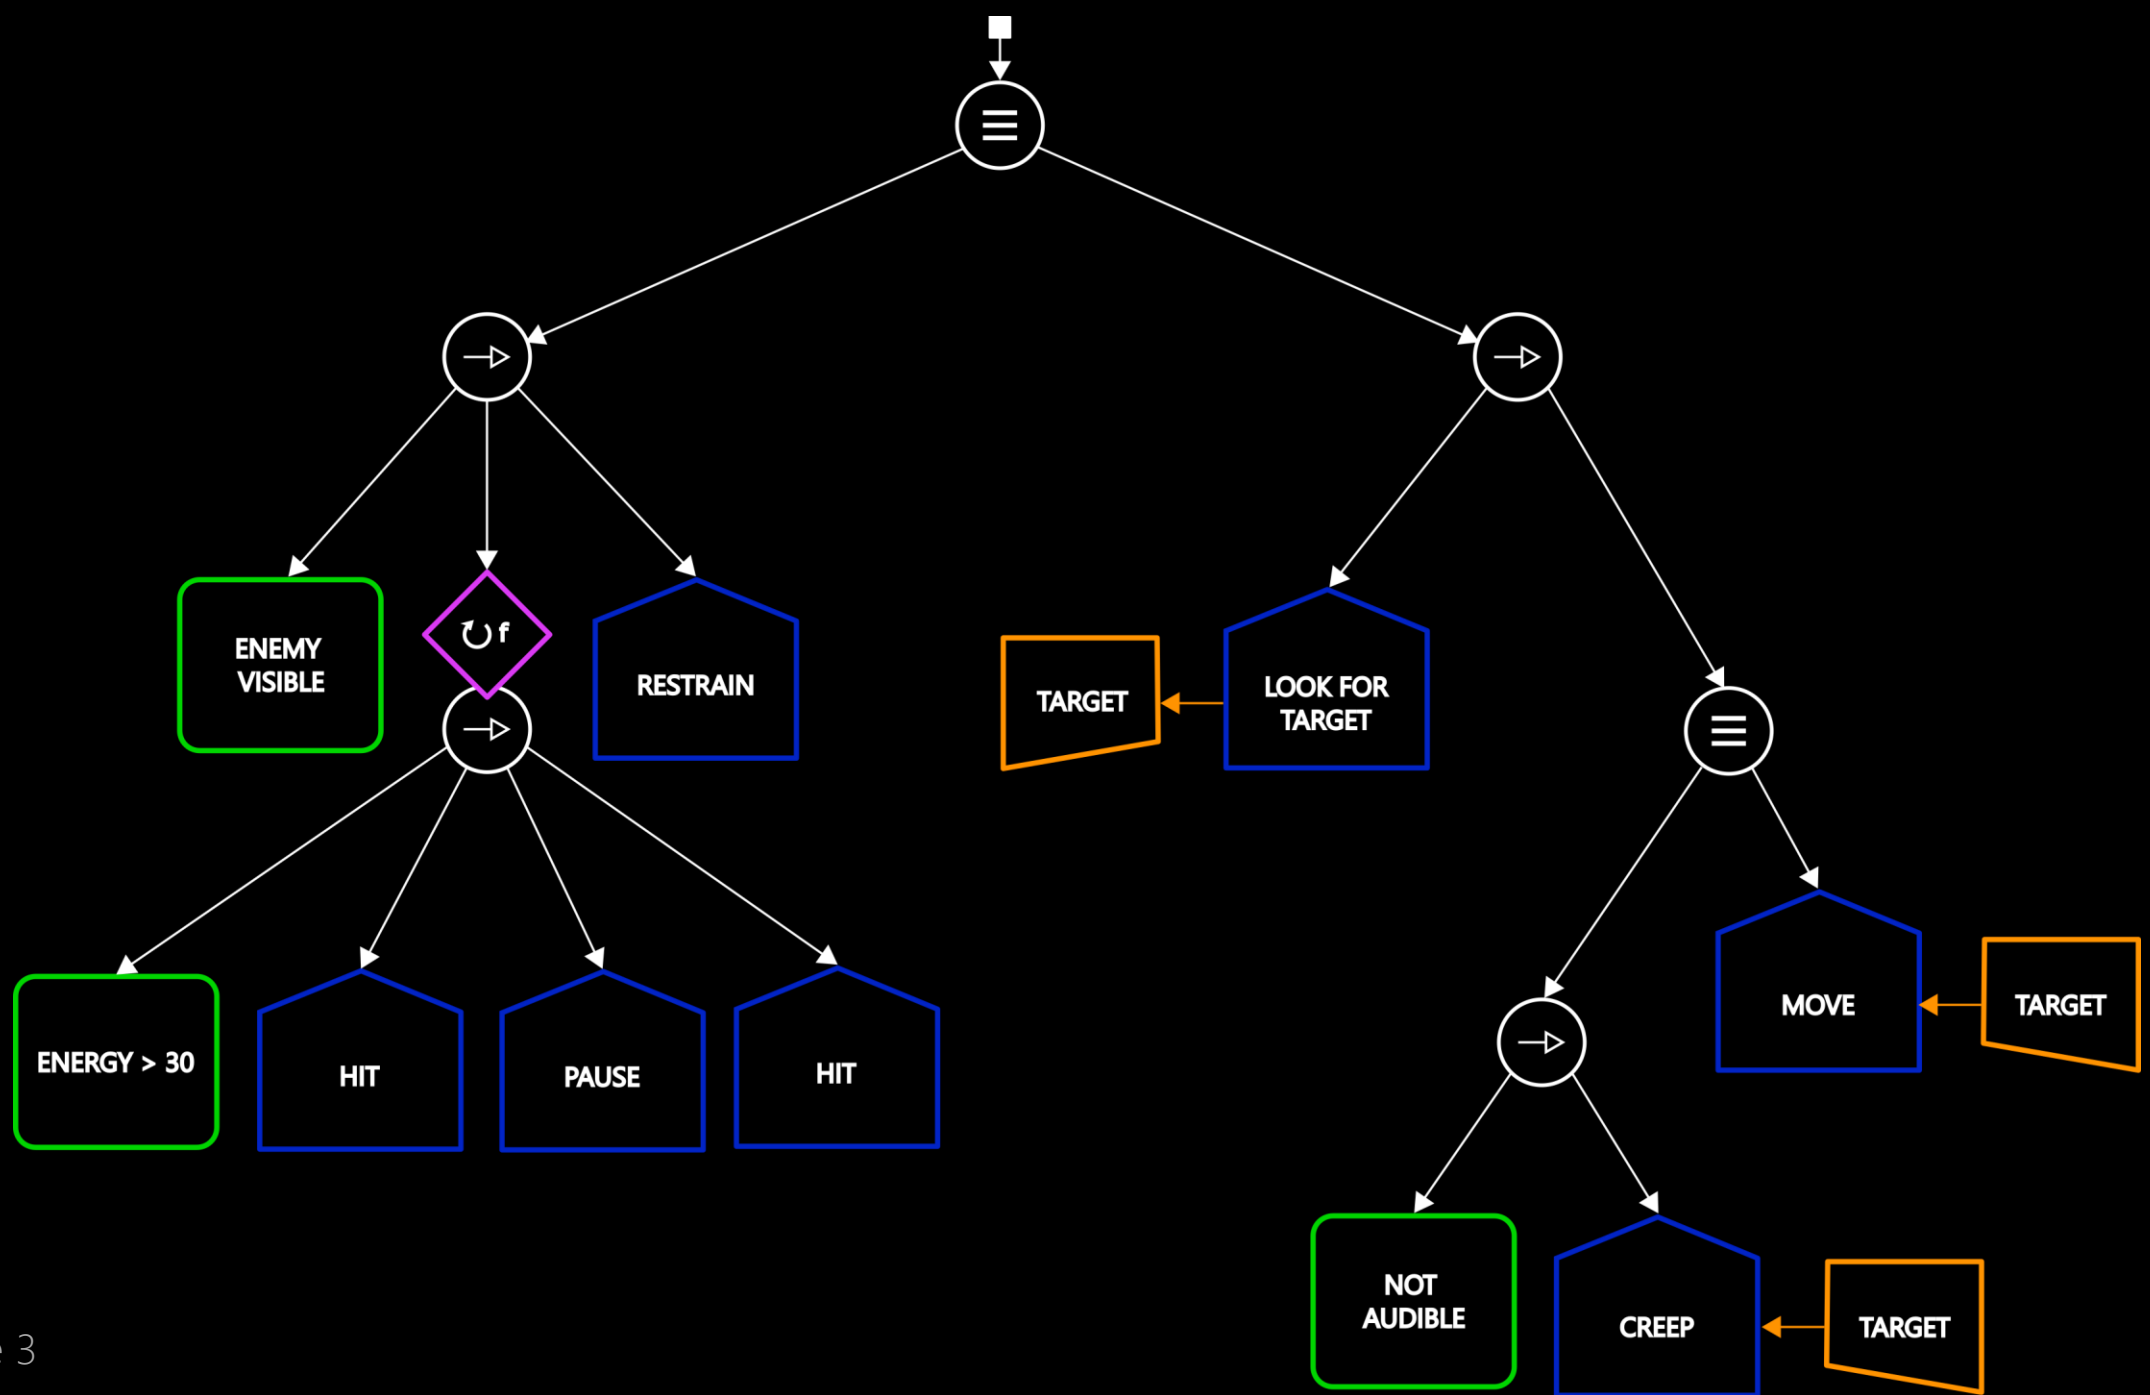 ENEMY
VISIBLE
f
RESTRAIN
TARGET
LOOK FOR
TARGET
ENERGY > 30
HIT
PAUSE
HIT
MOVE
TARGET
NOT
AUDIBLE
CREEP
TARGET
3